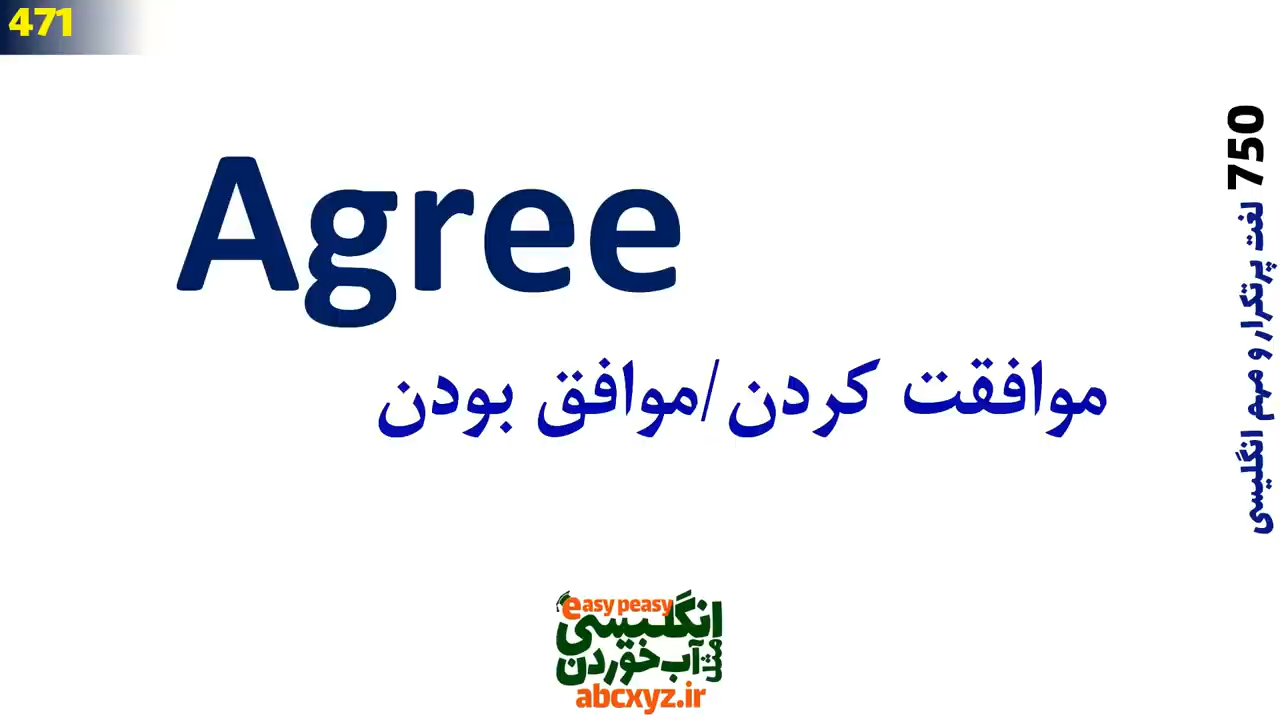 471
Agree
موافقت کردن/موافق بودن
750 لغت پرتکرار و مهم انگلیسی
easy peasy
انگلیسی
مثل آب خوردن
abcxyz.ir